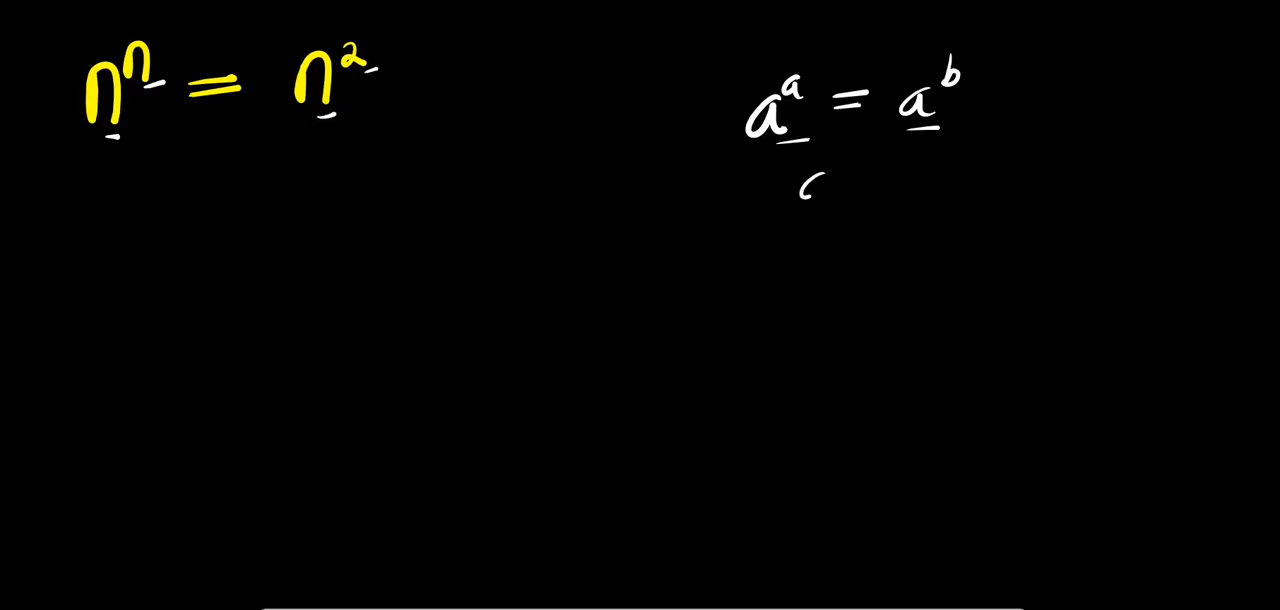 n^n = n^2
a^a = a^b